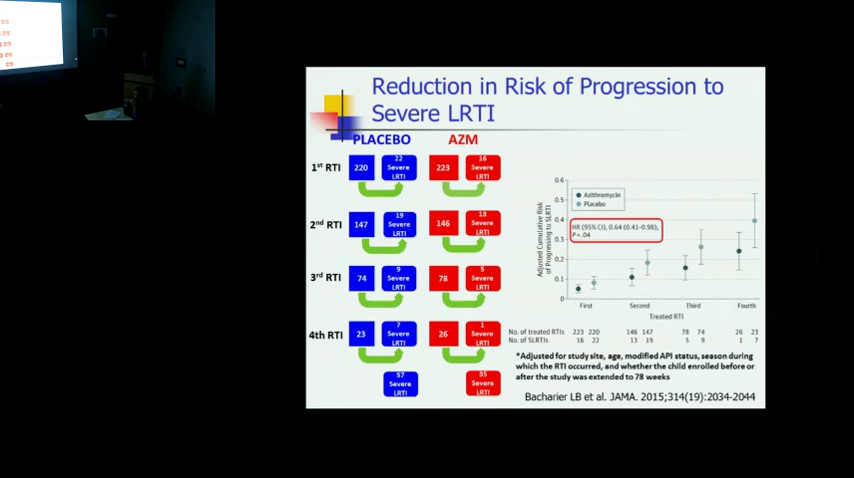 Reduction in Risk of Progression to
Severe LRTI
PLACEBO AZM
1st RTI 220 22 Severe LRTI 223 16 Severe LRTI
2nd RTI 147 19 Severe LRTI 146 13 Severe LRTI
3rd RTI 74 9 Severe LRTI 78 5 Severe LRTI
4th RTI 23 7 Severe LRTI 26 1 Severe LRTI
57 Severe LRTI 35 Severe LRTI
Adjusted Cumulative Risk
of Progressing to SLRTI
0.6
0.5
0.4
0.3
0.2
0.1
0
Azithromycin
Placebo
HR (95% CI), 0.64 (0.41-0.98),
P = .04
First Second Third Fourth
Treated RTI
No. of treated RTIs 223 220 146 147 78 74 26 23
No. of SLRTIs 16 22 13 19 5 9 1 7
*Adjusted for study site, age, modified API status, season during
which the RTI occurred, and whether the child enrolled before or
after the study was extended to 78 weeks
Bacharier LB et al. JAMA. 2015;314(19):2034-2044